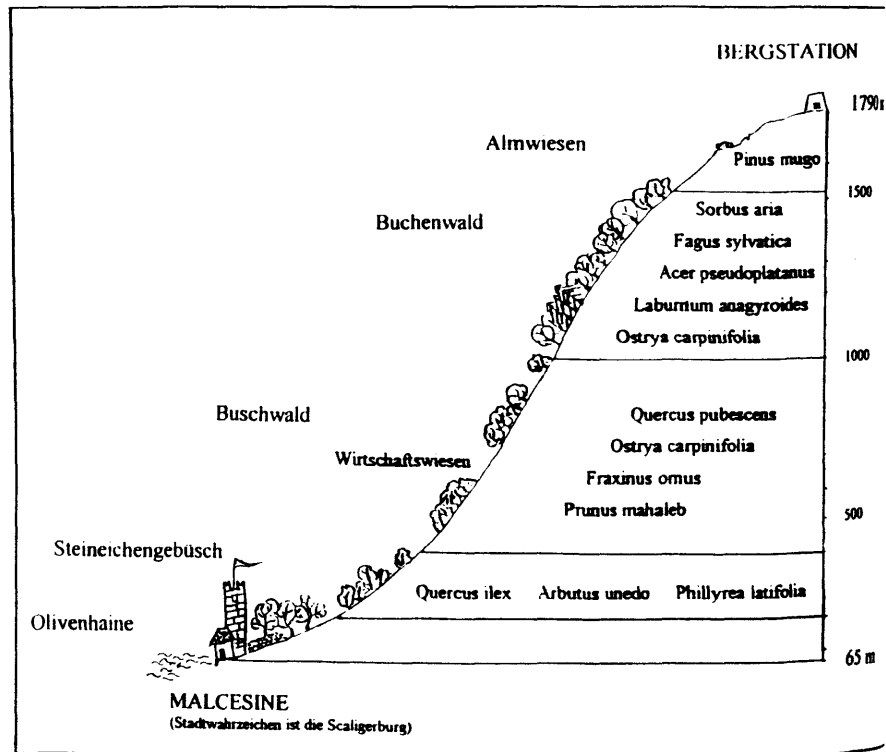 BERGSTATION
1790m
Almwiesen
Pinus mugo
1500
Sorbus aria
Buchenwald
Fagus sylvatica
Acer pseudoplatanus
Laburnum anagyroides
Ostrya carpinifolia
1000
Buschwald
Quercus pubescens
Ostrya carpinifolia
Wirtschaftswiesen
Fraxinus ornus
Prunus mahaleb
500
Steineichengebüsch
Quercus ilex Arbutus unedo Phillyrea latifolia
Olivenhaine
65 m
MALCESINE
(Stadtwahrzeichen ist die Scaligerburg)